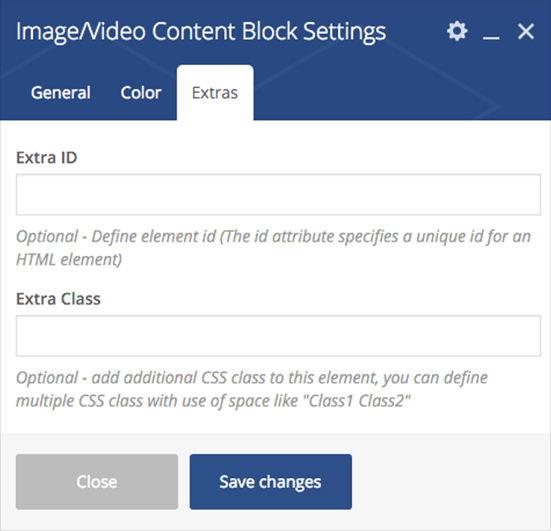 Image/Video Content Block Settings
General Color Extras
Extra ID
Optional - Define element id (The id attribute specifies a unique id for an
HTML element)
Extra Class
Optional - add additional CSS class to this element, you can define
multiple CSS class with use of space like "Class1 Class2"
Close Save changes